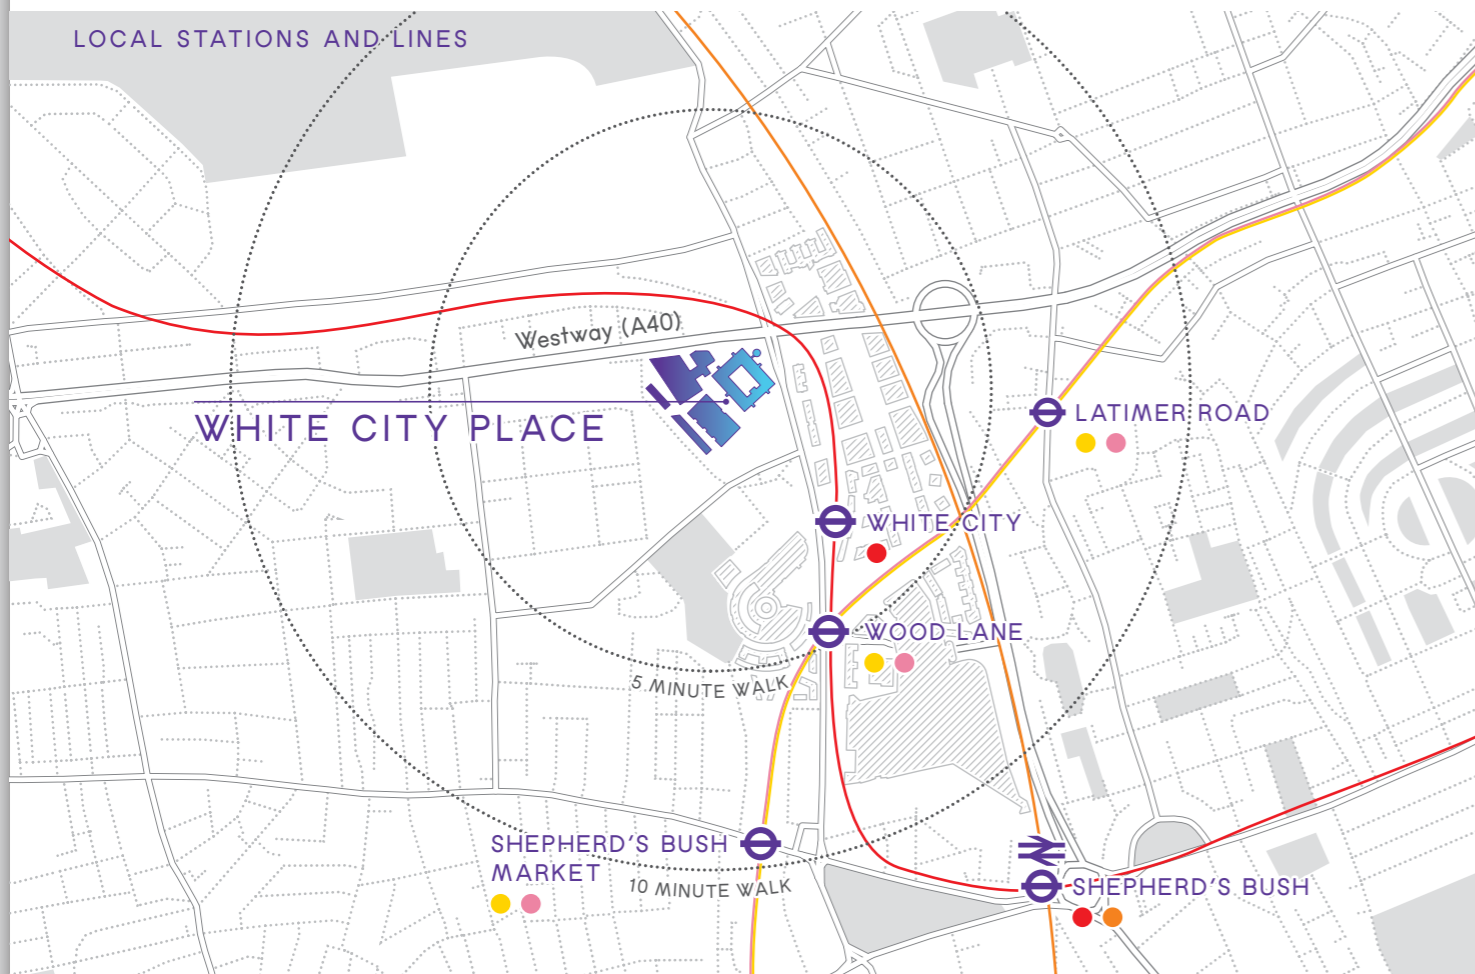 LOCAL STATIONS AND LINES
Westway (A40)
WHITE CITY PLACE
LATIMER ROAD
WHITE CITY
WOOD LANE
5 MINUTE WALK
SHEPHERD'S BUSH
MARKET
10 MINUTE WALK
SHEPHERD'S BUSH